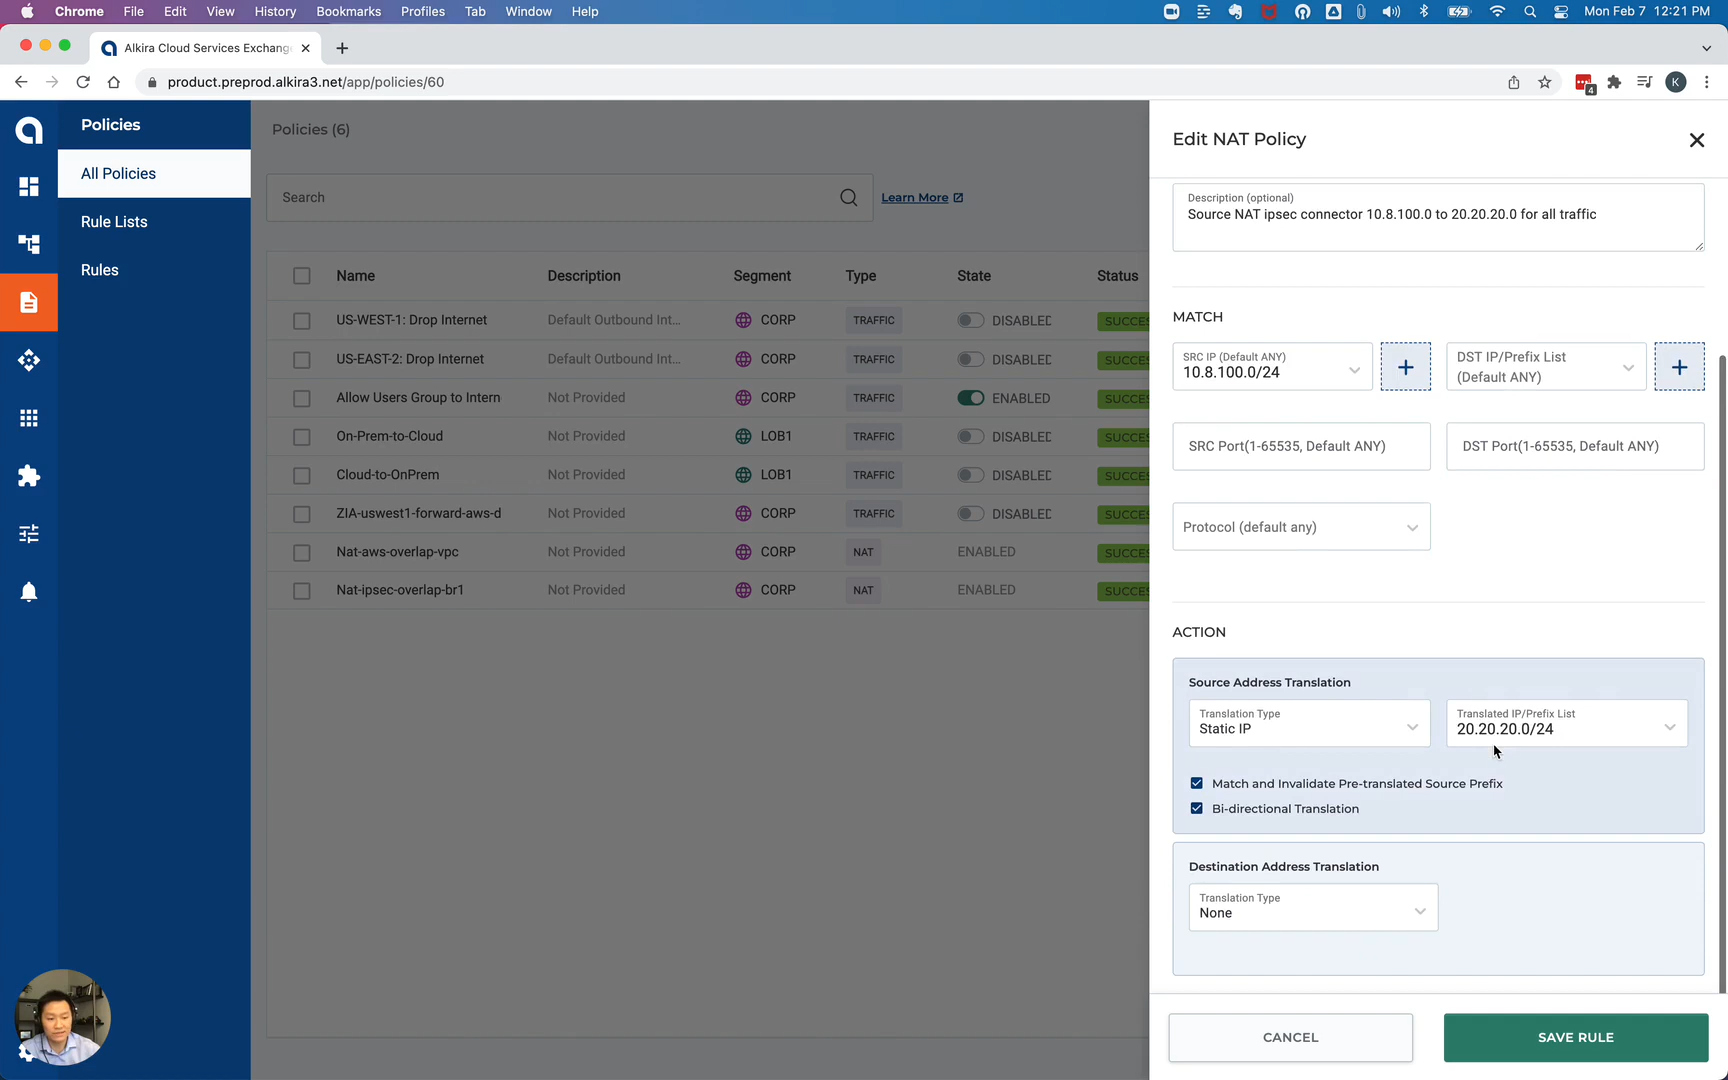 Chrome File Edit View History Bookmarks Profiles Tab Window Help
Mon Feb 7 12:21 PM
Alkira Cloud Services Exchang
product.preprod.alkira3.net/app/policies/60
4
K
Policies
All Policies
Rule Lists
Rules
Policies (6)
Search
Learn More
Name Description Segment Type State Status
US-WEST-1: Drop Internet Default Outbound Int... CORP TRAFFIC DISABLED SUCCES
US-EAST-2: Drop Internet Default Outbound Int... CORP TRAFFIC DISABLED SUCCES
Allow Users Group to Intern Not Provided CORP TRAFFIC ENABLED SUCCES
On-Prem-to-Cloud Not Provided LOB1 TRAFFIC DISABLED SUCCES
Cloud-to-OnPrem Not Provided LOB1 TRAFFIC DISABLED SUCCES
ZIA-uswest1-forward-aws-d Not Provided CORP TRAFFIC DISABLED SUCCES
Nat-aws-overlap-vpc Not Provided CORP NAT ENABLED SUCCES
Nat-ipsec-overlap-br1 Not Provided CORP NAT ENABLED SUCCES
Edit NAT Policy
Description (optional)
Source NAT ipsec connector 10.8.100.0 to 20.20.20.0 for all traffic
MATCH
SRC IP (Default ANY)
10.8.100.0/24
+
DST IP/Prefix List
(Default ANY)
+
SRC Port(1-65535, Default ANY)
DST Port(1-65535, Default ANY)
Protocol (default any)
ACTION
Source Address Translation
Translation Type
Static IP
Translated IP/Prefix List
20.20.20.0/24
Match and Invalidate Pre-translated Source Prefix
Bi-directional Translation
Destination Address Translation
Translation Type
None
CANCEL
SAVE RULE